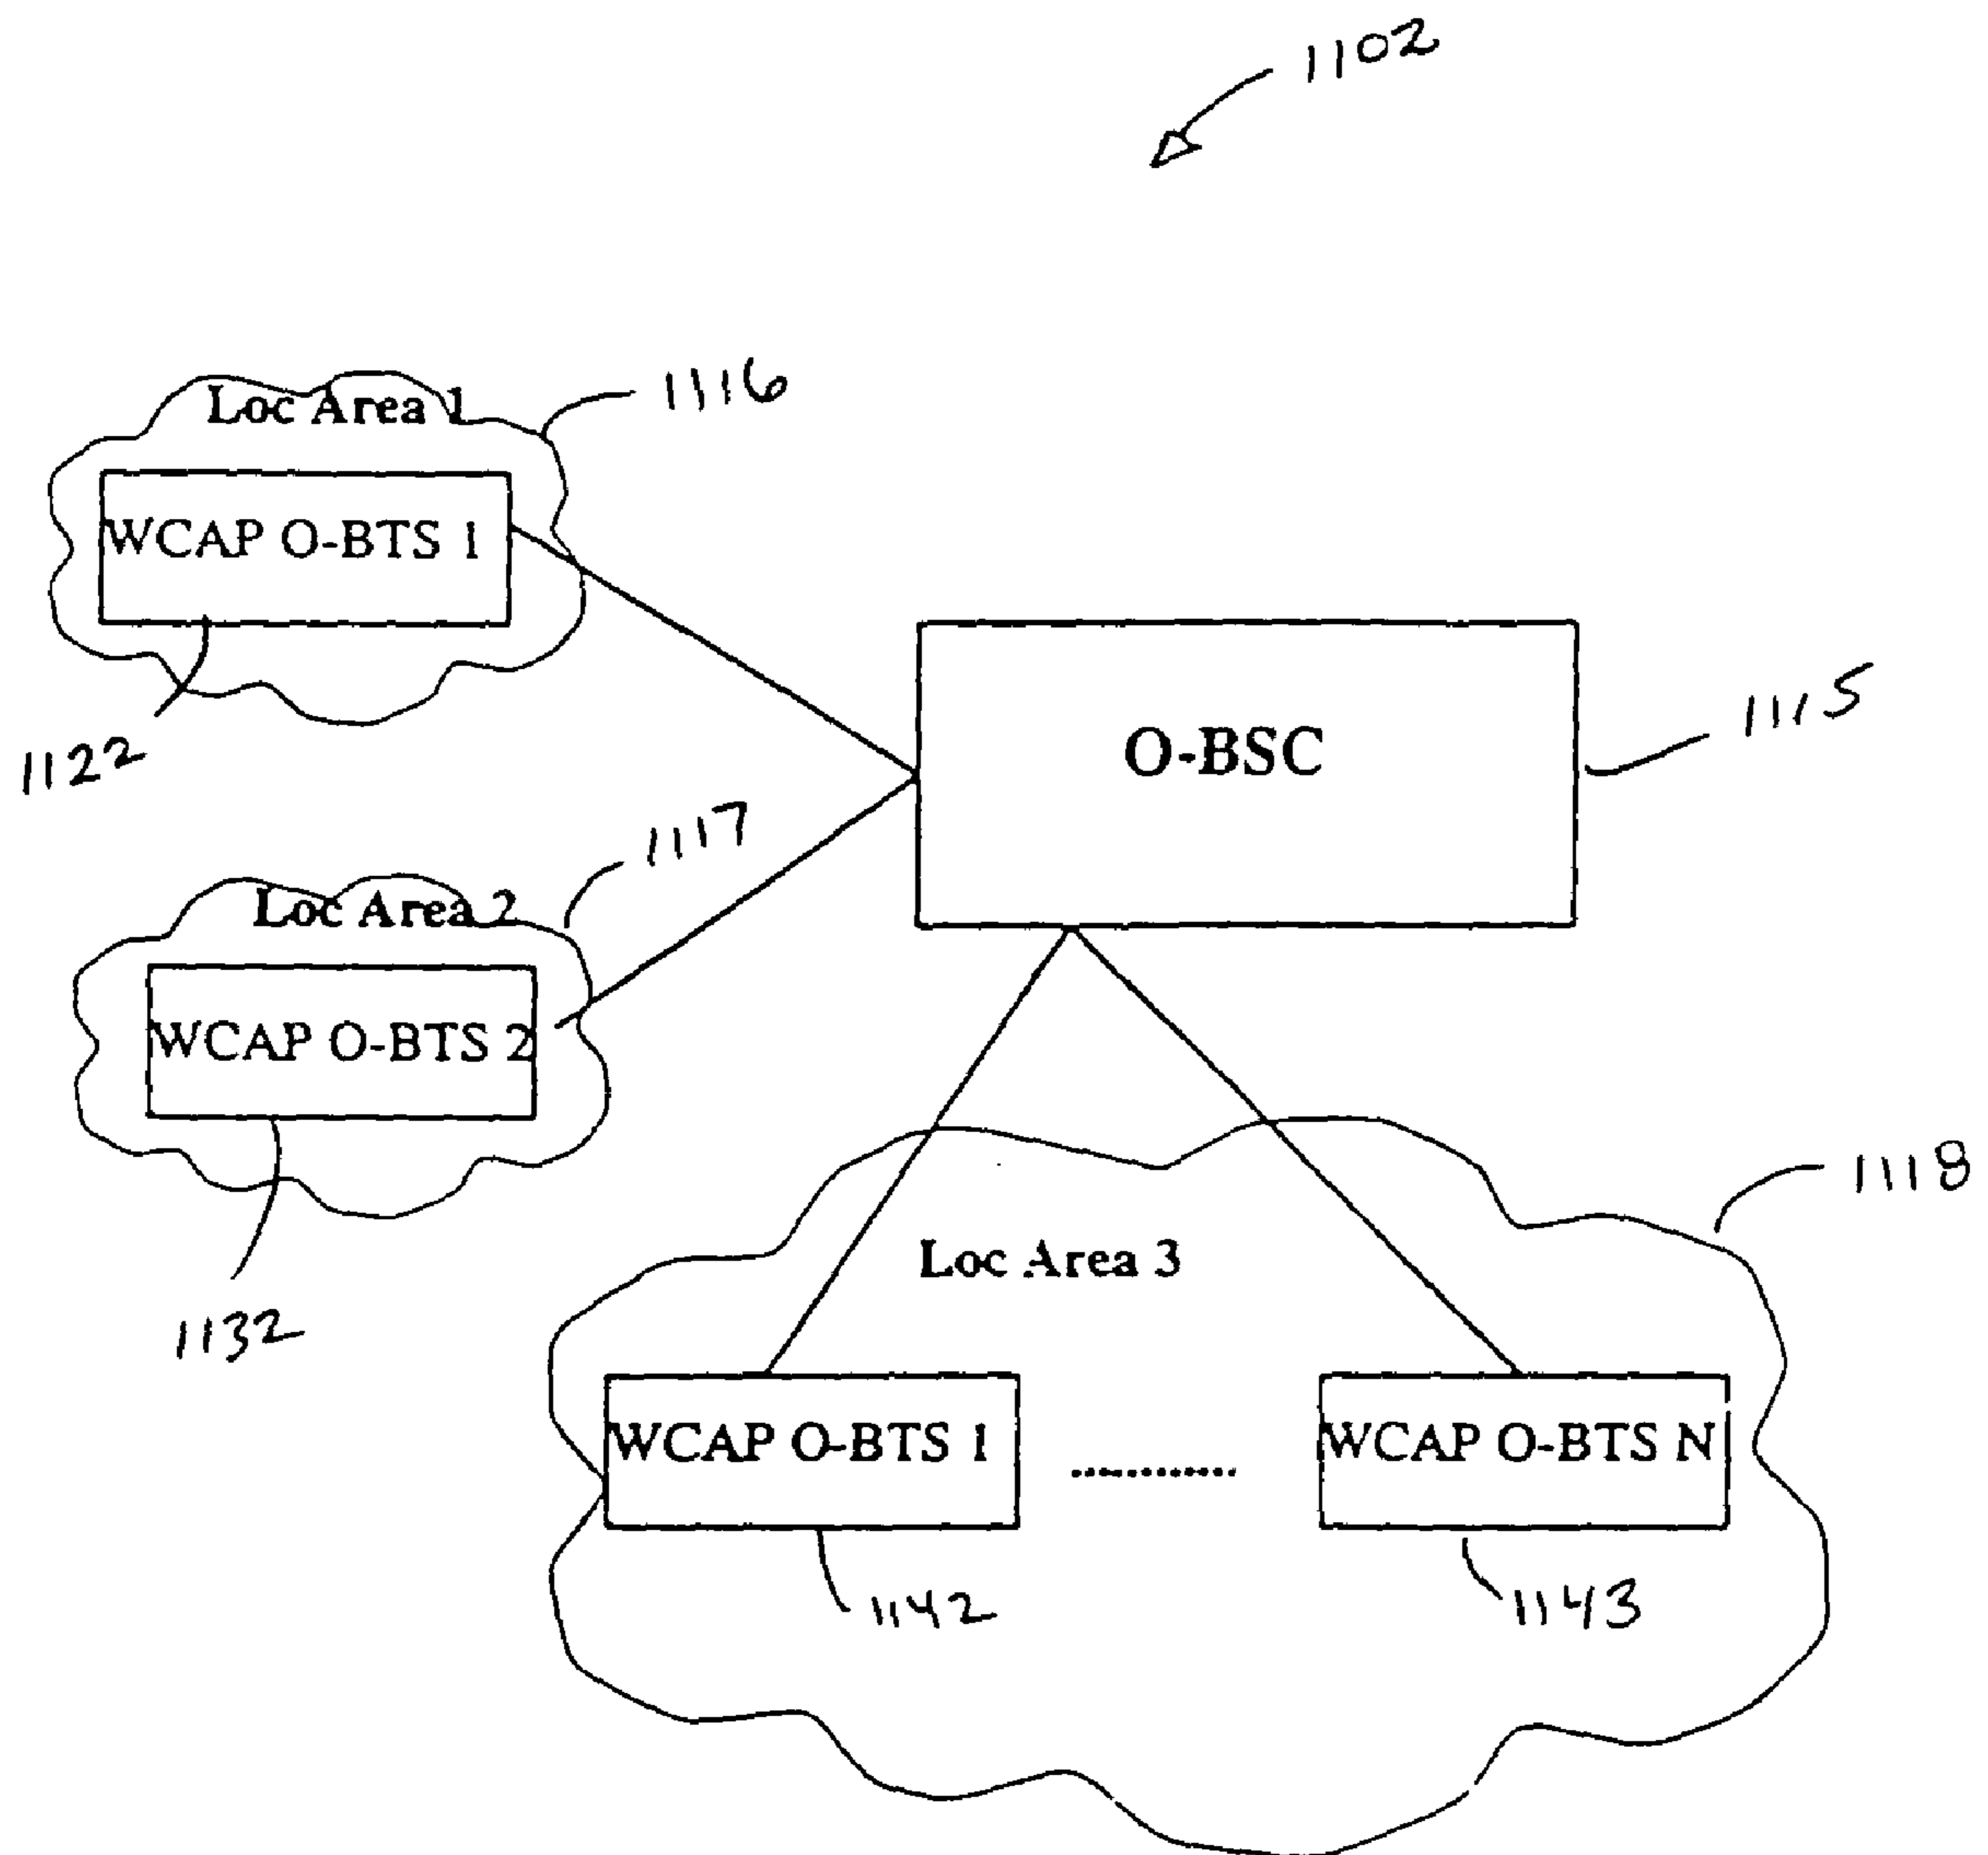 1102
Loc Area 1
1116
WCAP O-BTS 1
1122
O-BSC
1115
1117
Loc Area 2
WCAP O-BTS 2
1132
1118
Loc Area 3
WCAP O-BTS 1
............
WCAP O-BTS N
1142
1143